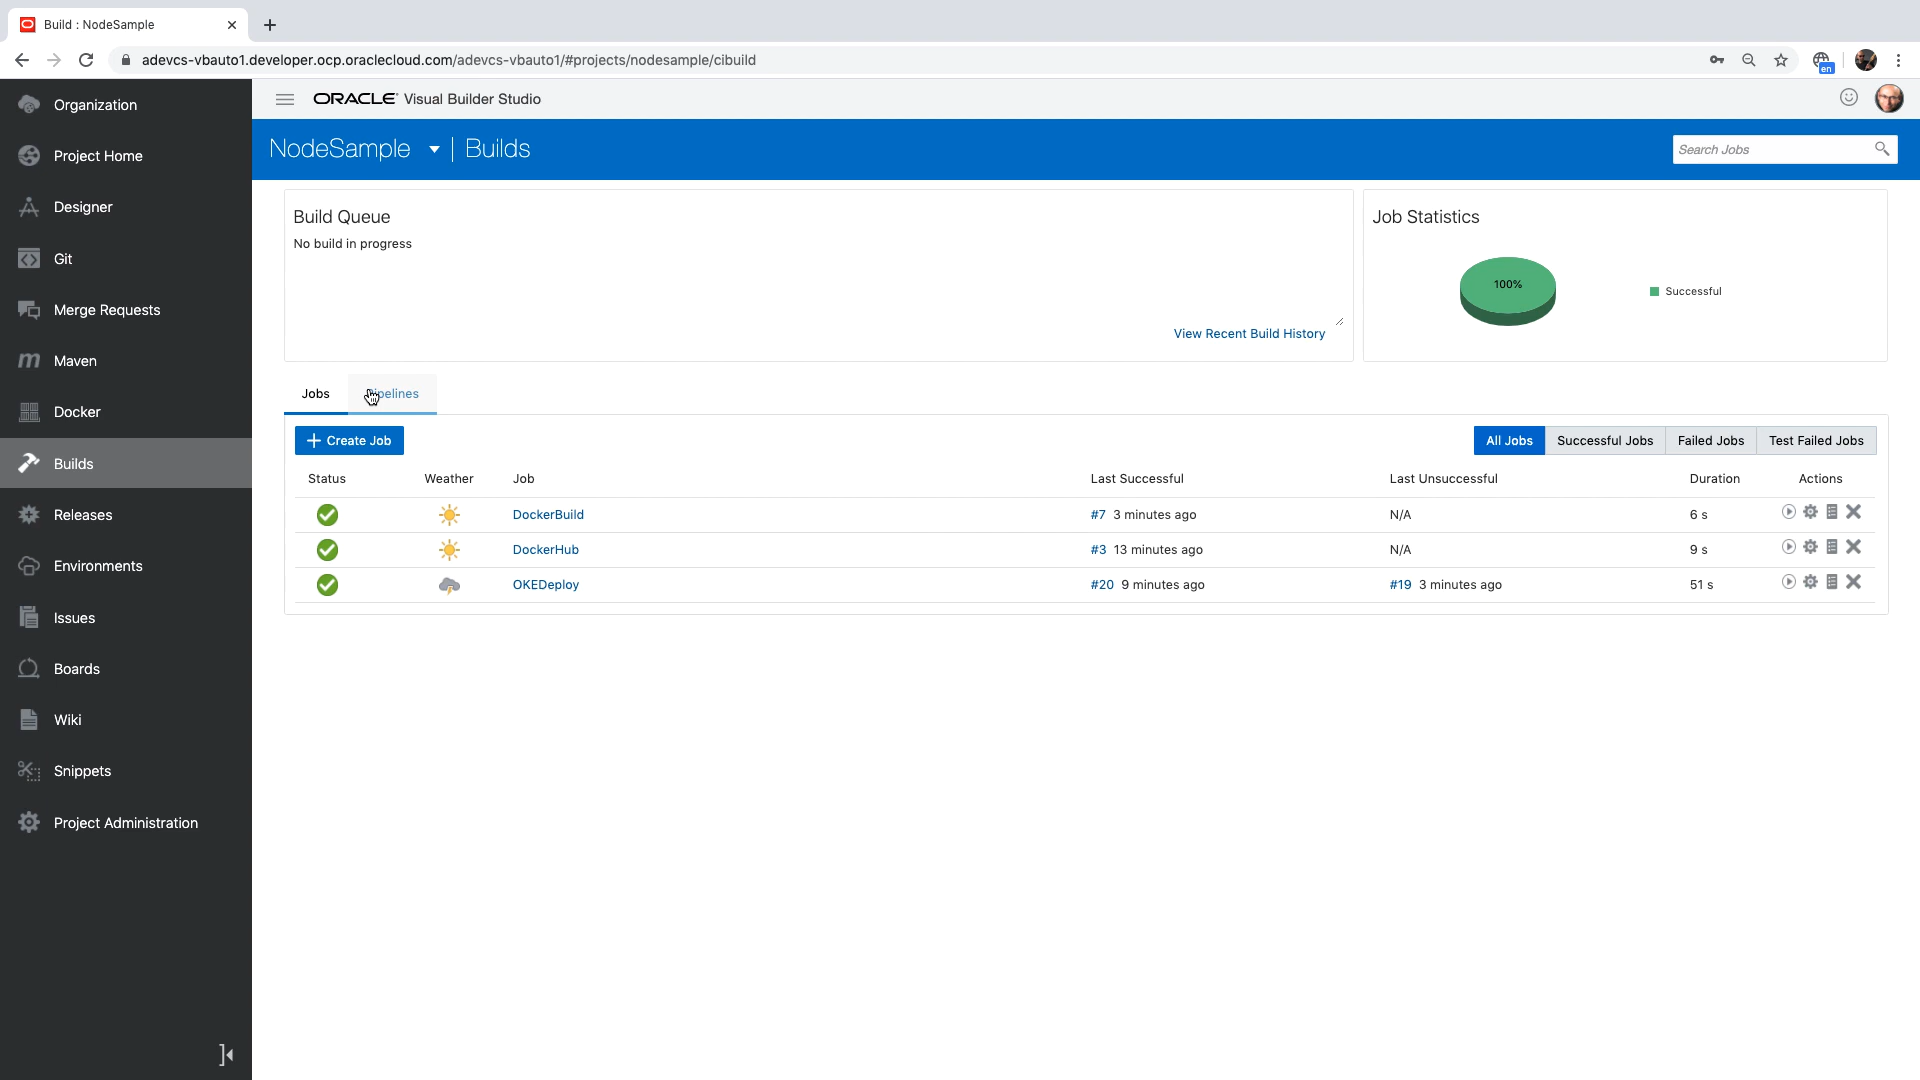 Build : NodeSample
adevcs-vbauto1.developer.ocp.oraclecloud.com/adevcs-vbauto1/#projects/nodesample/cibuild
en
Organization
Project Home
Designer
Git
Merge Requests
Maven
Docker
Builds
Releases
Environments
Issues
Boards
Wiki
Snippets
Project Administration
ORACLE Visual Builder Studio
NodeSample | Builds
Search Jobs
Build Queue
No build in progress
View Recent Build History
Job Statistics
100%
Successful
Jobs Pipelines
+ Create Job
All Jobs Successful Jobs Failed Jobs Test Failed Jobs
Status Weather Job Last Successful Last Unsuccessful Duration Actions
DockerBuild #7 3 minutes ago N/A 6 s
DockerHub #3 13 minutes ago N/A 9 s
OKEDeploy #20 9 minutes ago #19 3 minutes ago 51 s